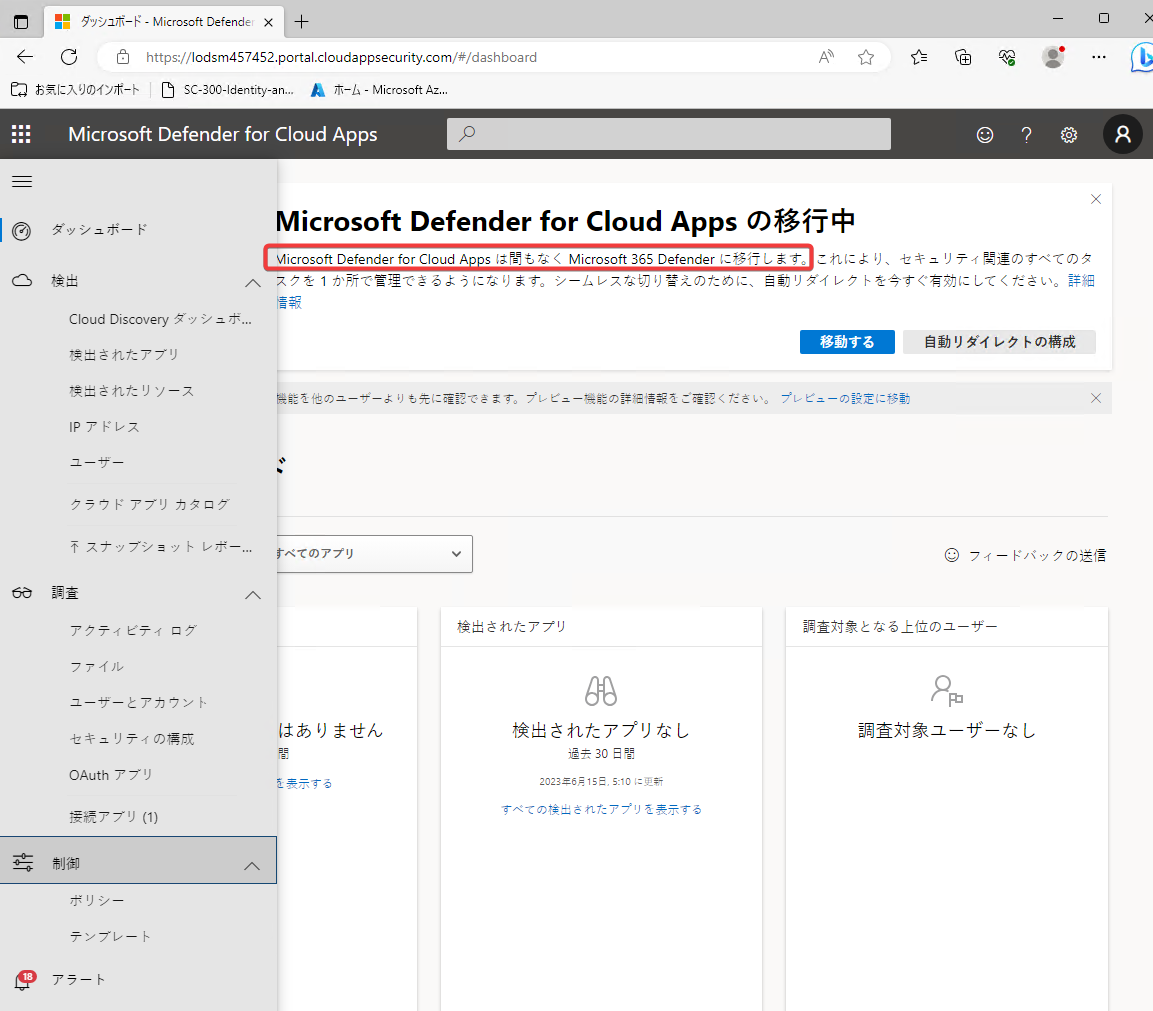 ダッシュボード - Microsoft Defender
https://lodsm457452.portal.cloudappsecurity.com/#/dashboard
お気に入りのインポート
SC-300-Identity-an...
ホーム - Microsoft Az...
Microsoft Defender for Cloud Apps
ダッシュボード
検出
Cloud Discovery ダッシュボ...
検出されたアプリ
検出されたリソース
IP アドレス
ユーザー
クラウド アプリ カタログ
スナップショット レポー...
調査
アクティビティ ログ
ファイル
ユーザーとアカウント
セキュリティの構成
OAuth アプリ
接続アプリ (1)
制御
ポリシー
テンプレート
18
アラート
Microsoft Defender for Cloud Apps の移行中
Microsoft Defender for Cloud Apps は間もなく Microsoft 365 Defender に移行します。これにより、セキュリティ関連のすべてのタ
スクを 1 か所で管理できるようになります。シームレスな切り替えのために、自動リダイレクトを今すぐ有効にしてください。詳細
情報
移動する
自動リダイレクトの構成
機能を他のユーザーよりも先に確認できます。プレビュー機能の詳細情報をご確認ください。 プレビューの設定に移動
すべてのアプリ
フィードバックの送信
はありません
間
を表示する
検出されたアプリ
検出されたアプリなし
過去 30 日間
2023年6月15日, 5:10 に更新
すべての検出されたアプリを表示する
調査対象となる上位のユーザー
調査対象ユーザーなし